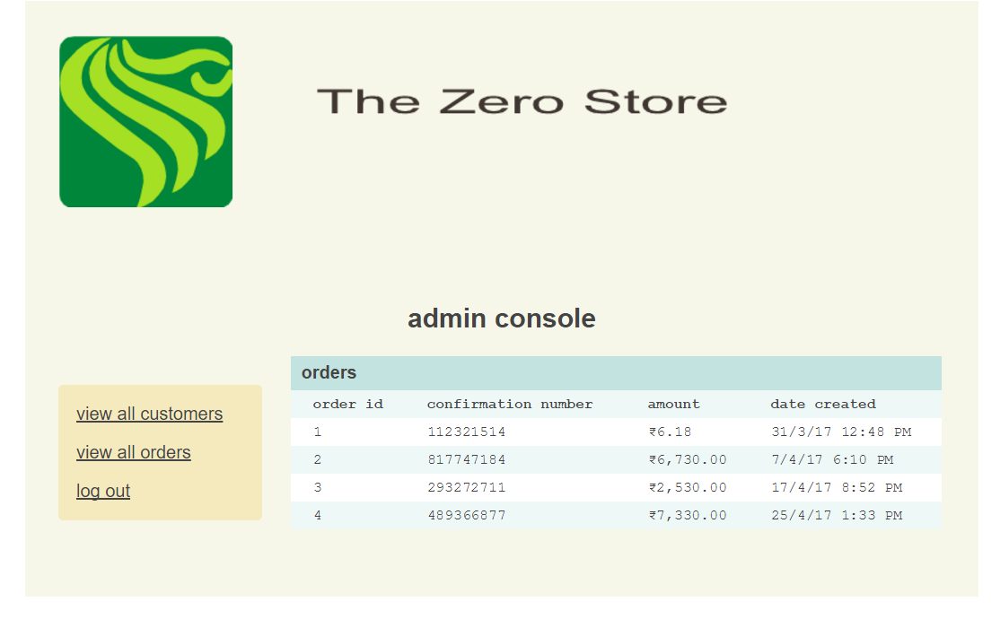 The Zero Store
admin console
view all customers
view all orders
log out
orders
order id confirmation number amount date created
1 112321514 ₹6.18 31/3/17 12:48 PM
2 817747184 ₹6,730.00 7/4/17 6:10 PM
3 293272711 ₹2,530.00 17/4/17 8:52 PM
4 489366877 ₹7,330.00 25/4/17 1:33 PM